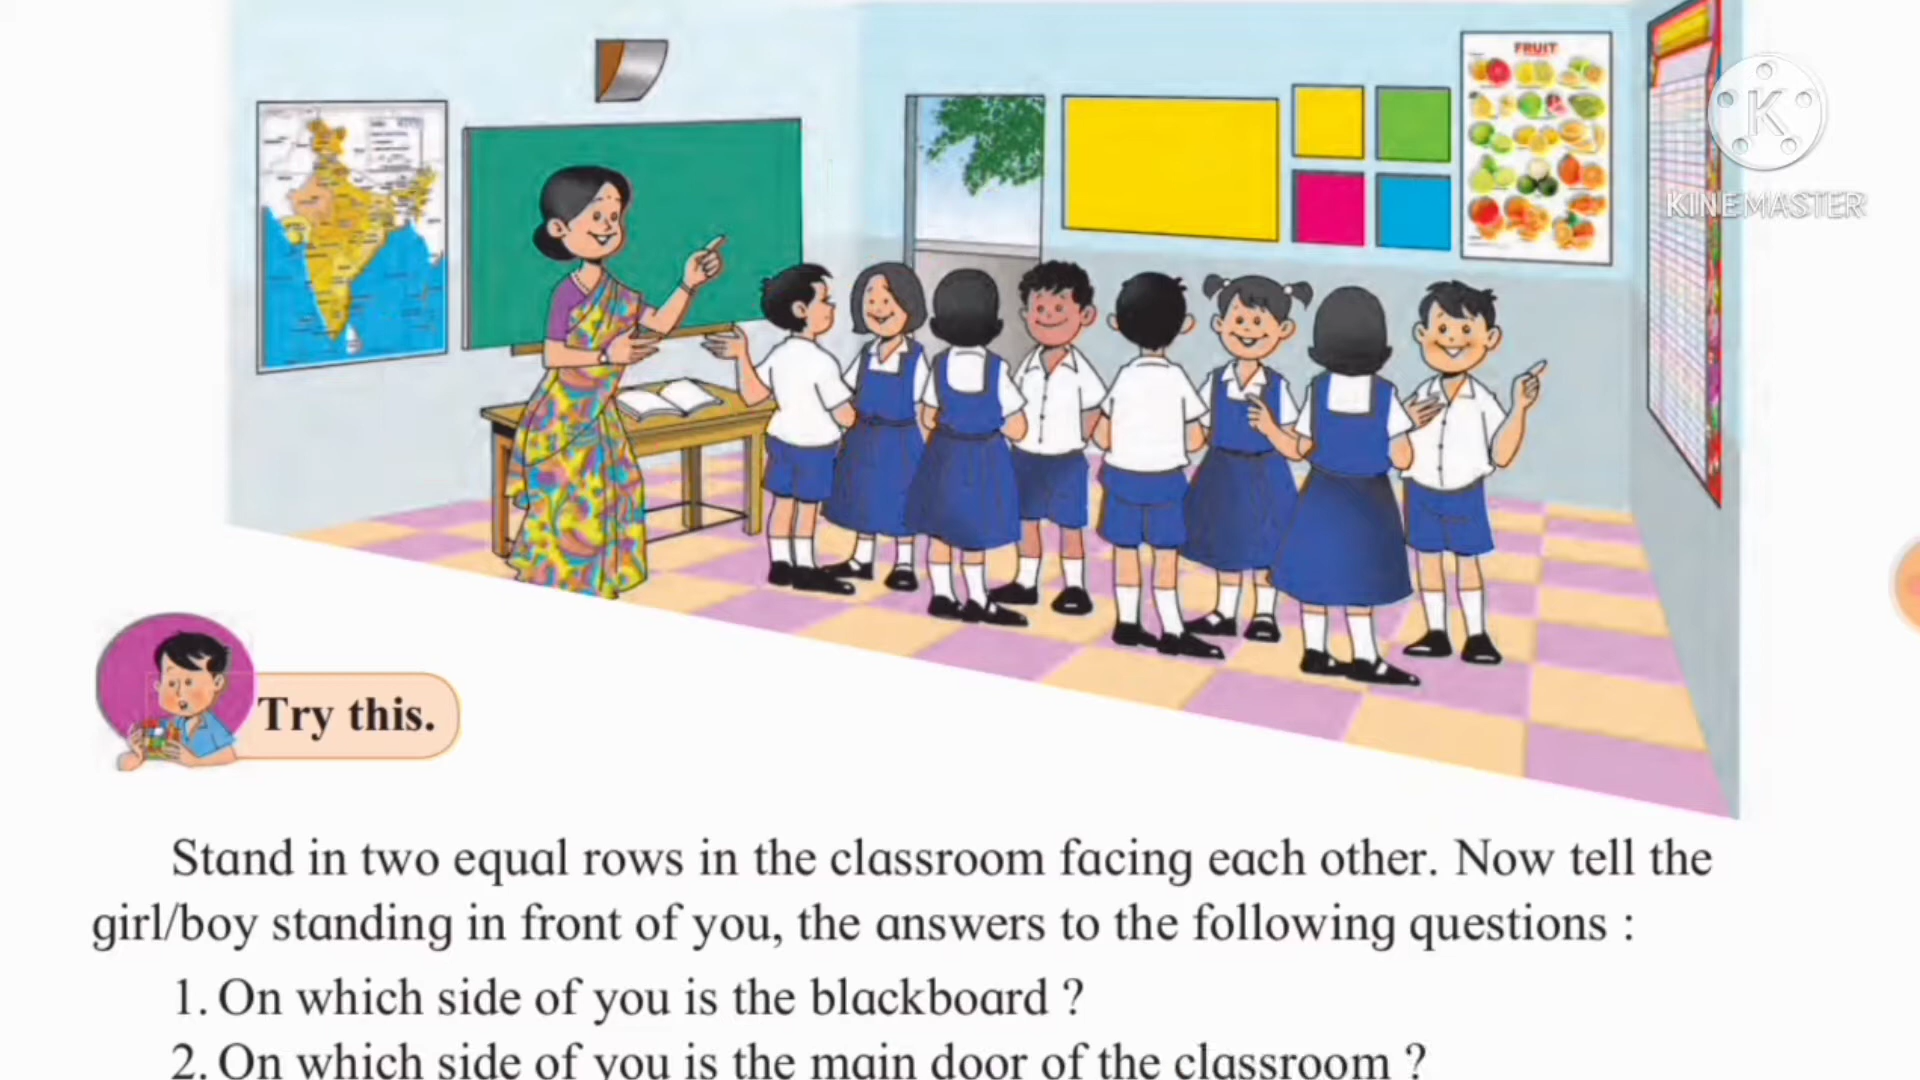 FRUIT
K
KINEMASTER
Try this.
Stand in two equal rows in the classroom facing each other. Now tell the
girl/boy standing in front of you, the answers to the following questions :
1. On which side of you is the blackboard ?
2. On which side of you is the main door of the classroom ?